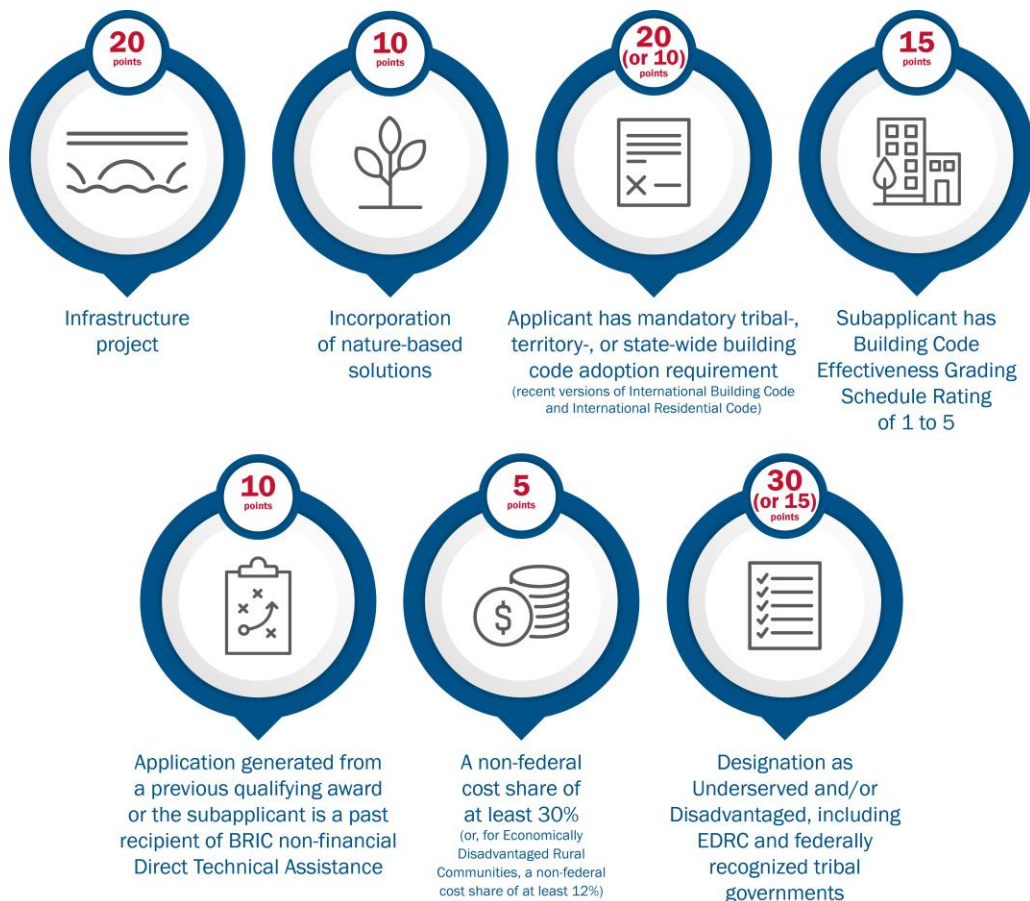 20
points
Infrastructure
project
10
points
Incorporation
of nature-based
solutions
20
(or 10)
points
Applicant has mandatory tribal-,
territory-, or state-wide building
code adoption requirement
(recent versions of International Building Code
and International Residential Code)
15
points
Subapplicant has
Building Code
Effectiveness Grading
Schedule Rating
of 1 to 5
10
points
Application generated from
a previous qualifying award
or the subapplicant is a past
recipient of BRIC non-financial
Direct Technical Assistance
5
points
$
A non-federal
cost share of
at least 30%
(or, for Economically
Disadvantaged Rural
Communities, a non-federal
cost share of at least 12%)
30
(or 15)
points
Designation as
Underserved and/or
Disadvantaged, including
EDRC and federally
recognized tribal
governments